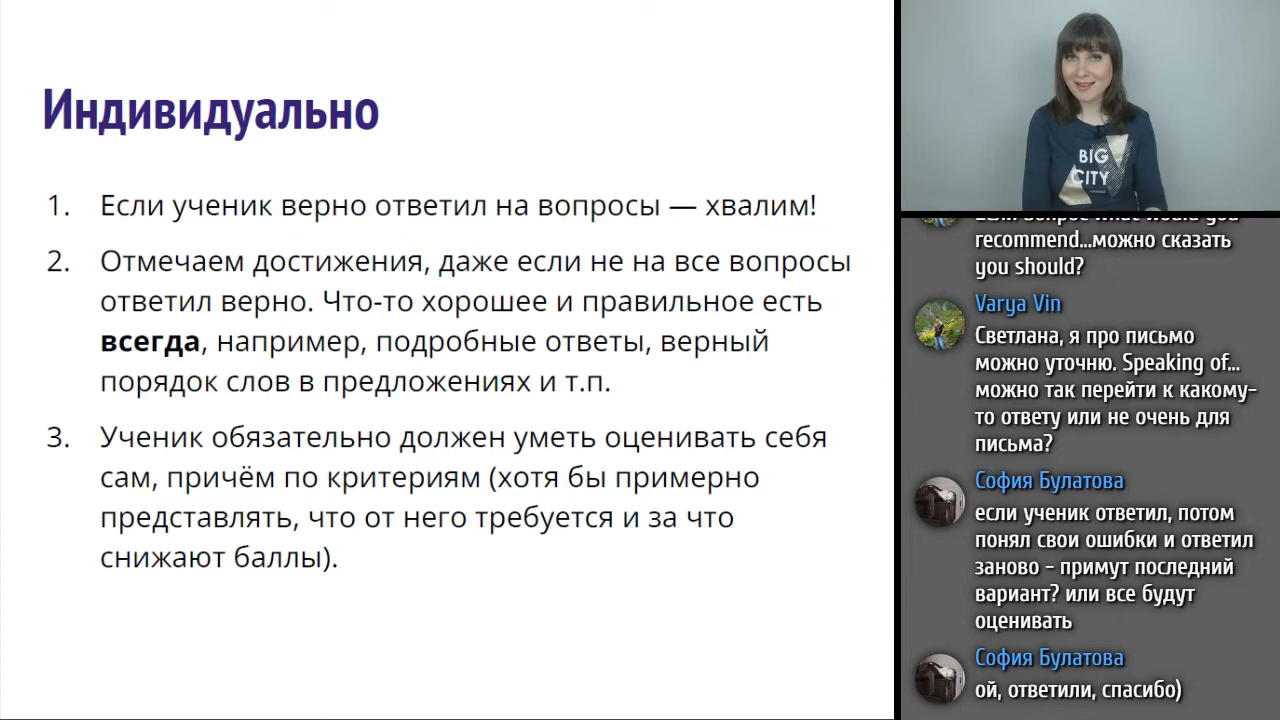 Индивидуально
1. Если ученик верно ответил на вопросы — хвалим!
2. Отмечаем достижения, даже если не на все вопросы
ответил верно. Что-то хорошее и правильное есть
всегда, например, подробные ответы, верный
порядок слов в предложениях и т.п.
3. Ученик обязательно должен уметь оценивать себя
сам, причём по критериям (хотя бы примерно
представлять, что от него требуется и за что
снижают баллы).
BIG
CITY
recommend...можно сказать
you should?
Varya Vin
Светлана, я про письмо
можно уточню. Speaking of...
можно так перейти к какому-
то ответу или не очень для
письма?
София Булатова
если ученик ответил, потом
понял свои ошибки и ответил
заново - примут последний
вариант? или все будут
оценивать
София Булатова
ой, ответили, спасибо)